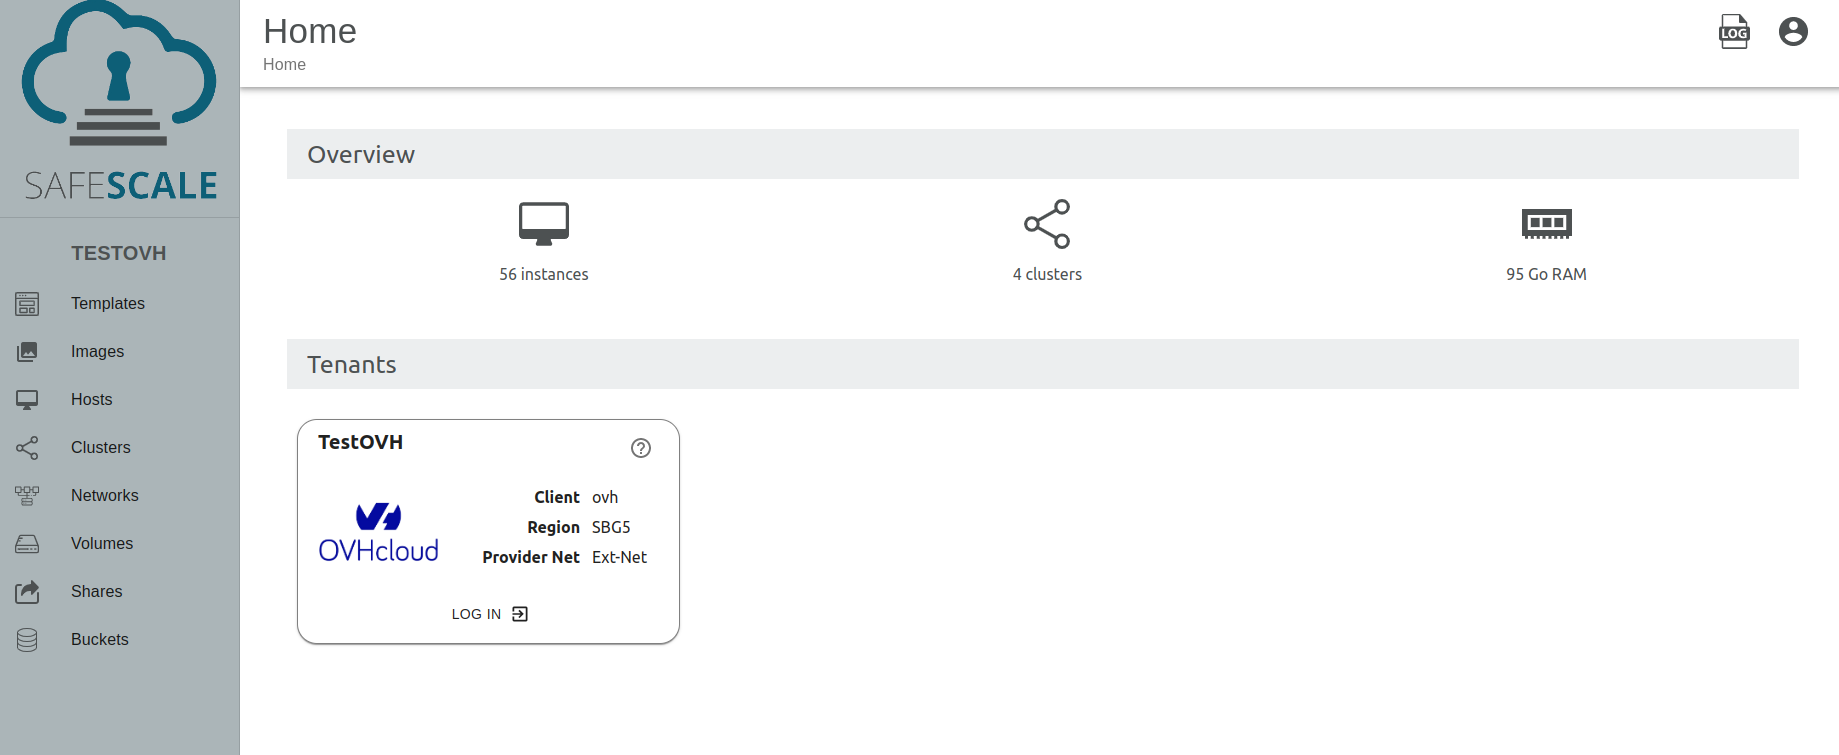 SAFESCALE
TESTOVH
Templates
Images
Hosts
Clusters
Networks
Volumes
Shares
Buckets
Home
Home
LOG
Overview
56 instances
4 clusters
95 Go RAM
Tenants
TestOVH
?
OVHcloud
Client ovh
Region SBG5
Provider Net Ext-Net
LOG IN